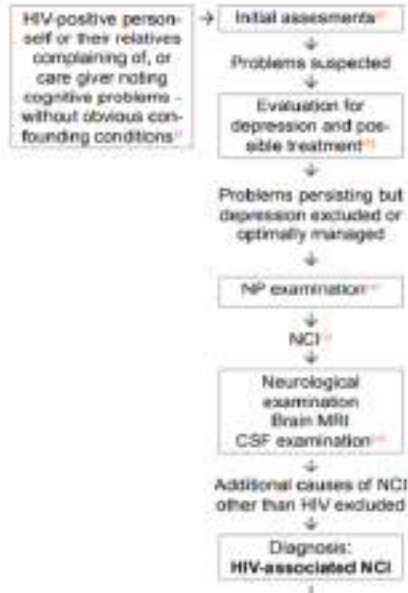 HIV-positive person-
self or their relatives
complaining of, or
care giver noting
cognitive problems -
without obvious con-
founding conditions
→ Initial assesments
↓
Problems suspected
↓
Evaluation for
depression and pos-
sible treatment
↓
Problems persisting but
depression excluded or
optimally managed
↓
NP examination
↓
NCI
↓
Neurological
examination
Brain MRI
CSF examination
↓
Additional causes of NCI
other than HIV excluded
↓
Diagnosis:
HIV-associated NCI
↓